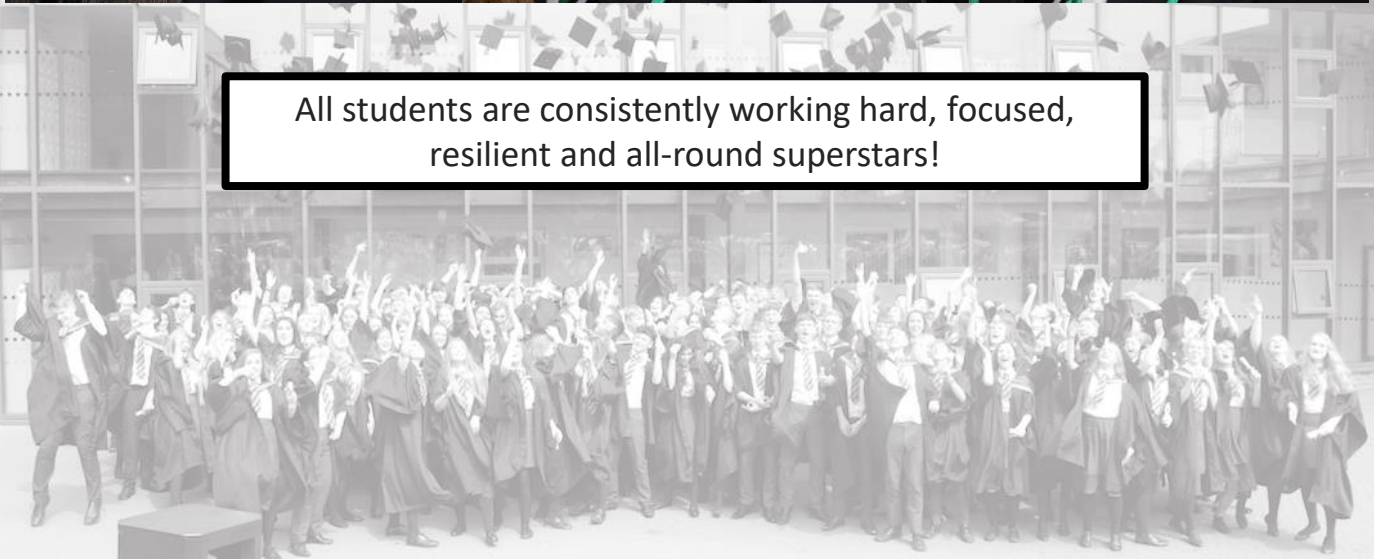 All students are consistently working hard, focused,
resilient and all-round superstars!